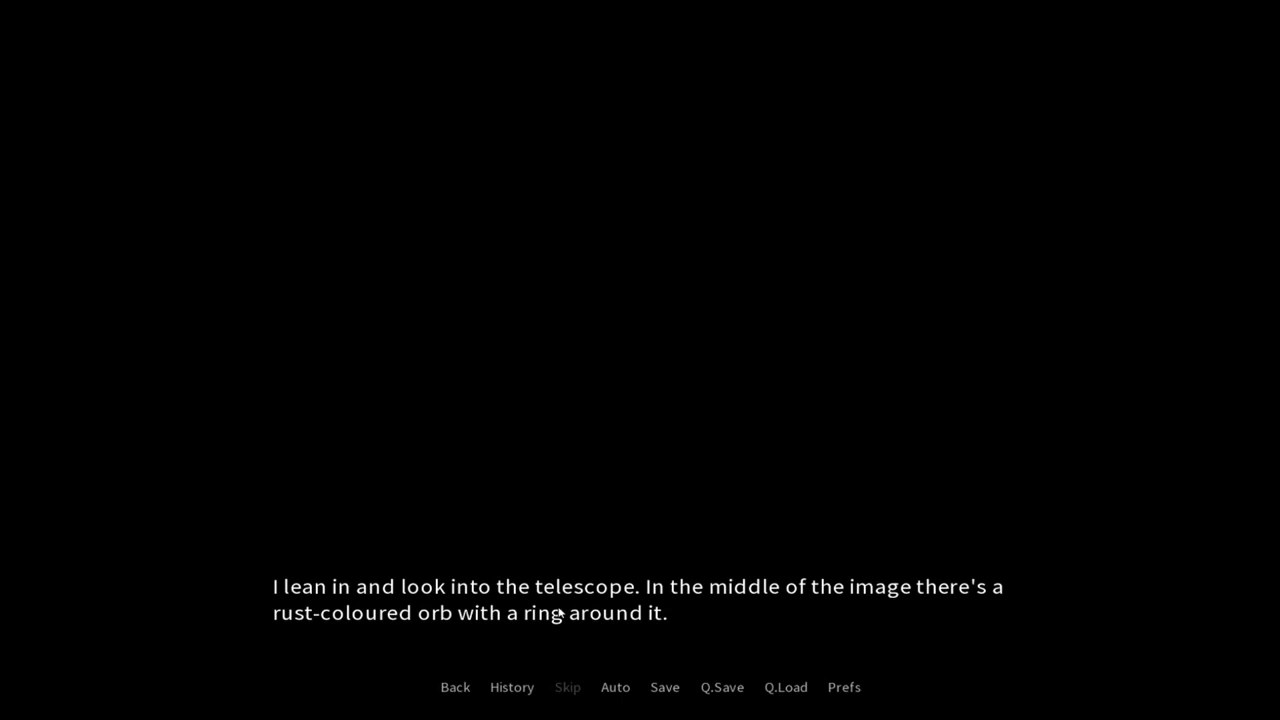 I lean in and look into the telescope. In the middle of the image there's a
rust-coloured orb with a ring around it.
Back History Skip Auto Save Q.Save Q.Load Prefs